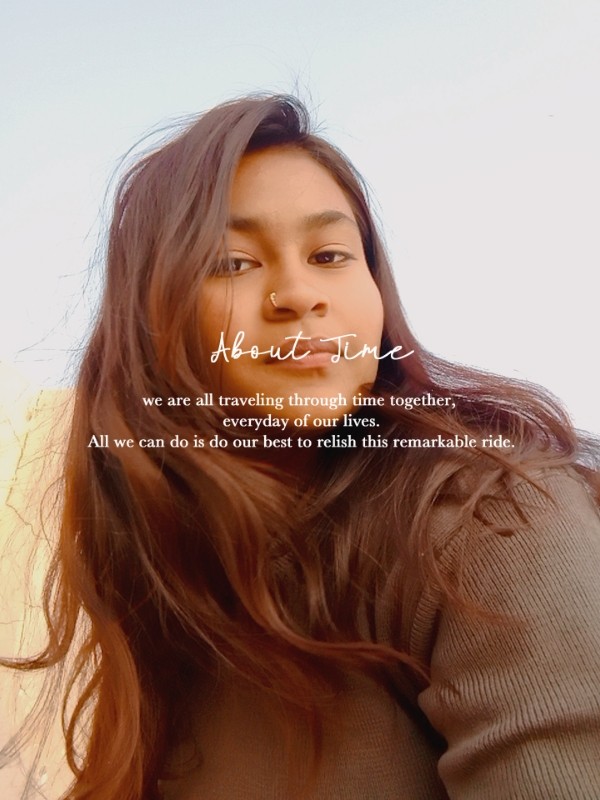 About Time
we are all traveling through time together,
everyday of our lives.
All we can do is do our best to relish this remarkable ride.